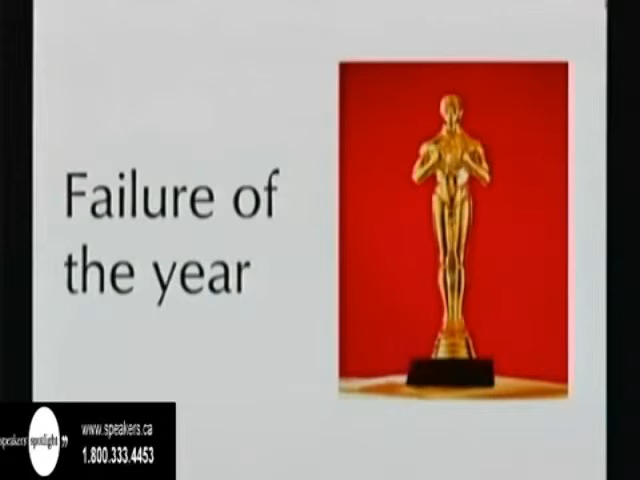 Failure of
the year
speakers' spotlight"
www.speakers.ca
1.800.333.4453